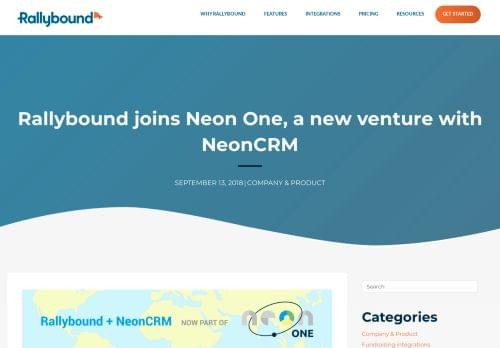 Rallybound
WHY RALLYBOUND
FEATURES
INTEGRATIONS
PRICING
RESOURCES
GET STARTED
Rallybound joins Neon One, a new venture with
NeonCRM
SEPTEMBER 13, 2018 | COMPANY & PRODUCT
Search
Rallybound + NeonCRM NOW PART OF neon ONE
Categories
Company & Product
Fundraising integrations